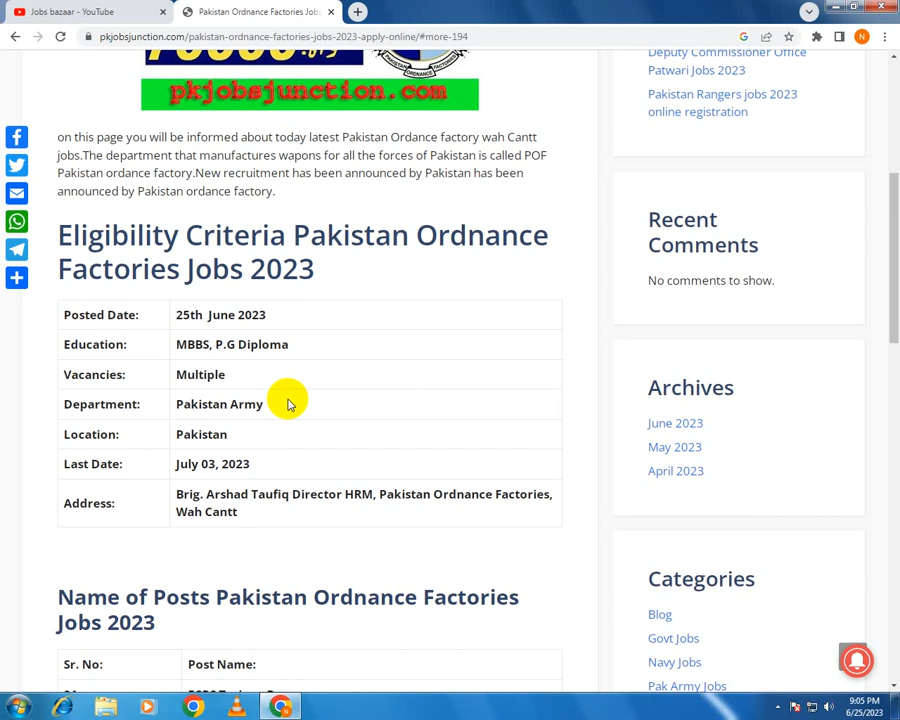 Jobs bazaar - YouTube
Pakistan Ordnance Factories Jobs
pkjobsjunction.com/pakistan-ordnance-factories-jobs-2023-apply-online/#more-194
N
pkjobsjunction.com
on this page you will be informed about today latest Pakistan Ordance factory wah Cantt
jobs.The department that manufactures wapons for all the forces of Pakistan is called POF
Pakistan ordance factory.New recruitment has been announced by Pakistan has been
announced by Pakistan ordance factory.
Eligibility Criteria Pakistan Ordnance
Factories Jobs 2023
Posted Date: 25th June 2023
Education: MBBS, P.G Diploma
Vacancies: Multiple
Department: Pakistan Army
Location: Pakistan
Last Date: July 03, 2023
Address: Brig. Arshad Taufiq Director HRM, Pakistan Ordnance Factories,
Wah Cantt
Name of Posts Pakistan Ordnance Factories
Jobs 2023
Sr. No: Post Name:
Deputy Commissioner Office
Patwari Jobs 2023
Pakistan Rangers jobs 2023
online registration
Recent
Comments
No comments to show.
Archives
June 2023
May 2023
April 2023
Categories
Blog
Govt Jobs
Navy Jobs
Pak Army Jobs
9:05 PM
6/25/2023